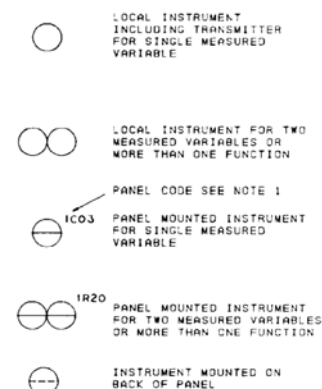 LOCAL INSTRUMENT
INCLUDING TRANSMITTER
FOR SINGLE MEASURED
VARIABLE
LOCAL INSTRUMENT FOR TWO
MEASURED VARIABLES OR
MORE THAN ONE FUNCTION
PANEL CODE SEE NOTE 1
1C03
PANEL MOUNTED INSTRUMENT
FOR SINGLE MEASURED
VARIABLE
1R20
PANEL MOUNTED INSTRUMENT
FOR TWO MEASURED VARIABLES
OR MORE THAN ONE FUNCTION
INSTRUMENT MOUNTED ON
BACK OF PANEL